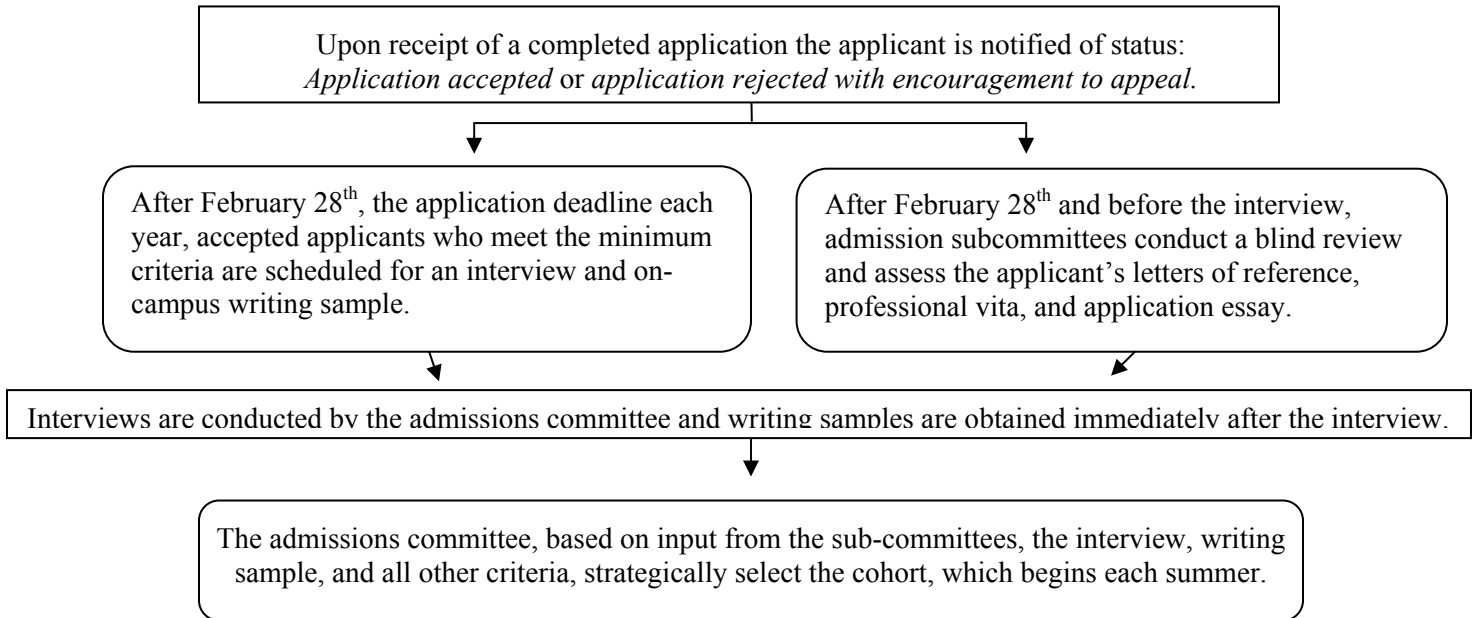 Upon receipt of a completed application the applicant is notified of status:
Application accepted or application rejected with encouragement to appeal.
After February 28th, the application deadline each
year, accepted applicants who meet the minimum
criteria are scheduled for an interview and on-
campus writing sample.
After February 28th and before the interview,
admission subcommittees conduct a blind review
and assess the applicant’s letters of reference,
professional vita, and application essay.
Interviews are conducted by the admissions committee and writing samples are obtained immediately after the interview.
The admissions committee, based on input from the sub-committees, the interview, writing
sample, and all other criteria, strategically select the cohort, which begins each summer.